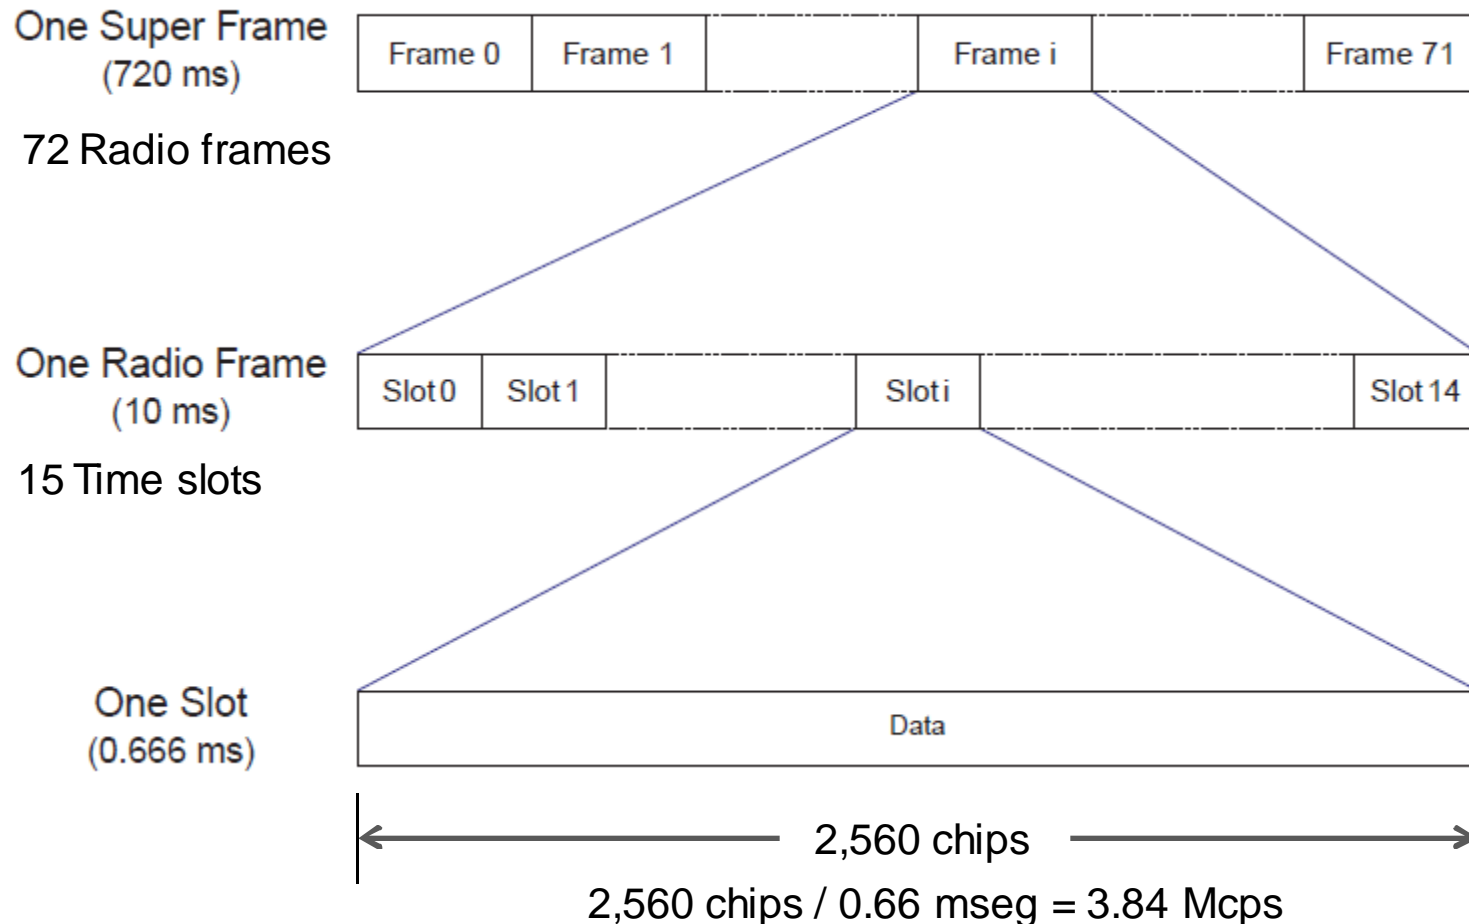 One Super Frame
(720 ms)
Frame 0 Frame 1 Frame i Frame 71
72 Radio frames
One Radio Frame
(10 ms)
Slot 0 Slot 1 Slot i Slot 14
15 Time slots
One Slot
(0.666 ms)
Data
2,560 chips
2,560 chips / 0.66 mseg = 3.84 Mcps